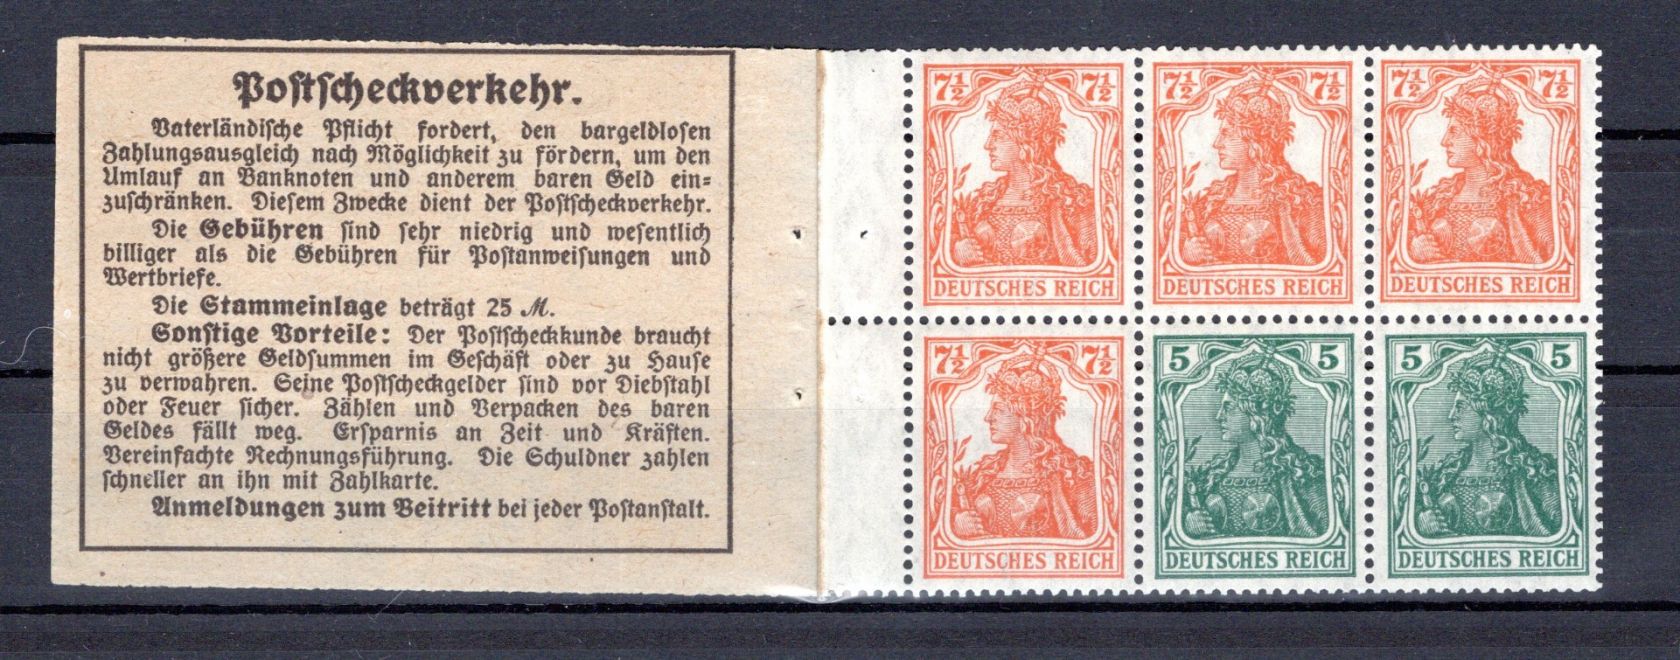 Postscheckverkehr.
Vaterländische Pflicht fordert, den bargeldlosen
Zahlungsausgleich nach Möglichkeit zu fördern, um den
Umlauf an Banknoten und anderem baren Geld ein=
zuschränken. Diesem Zwecke dient der Postscheckverkehr.
Die Gebühren sind sehr niedrig und wesentlich
billiger als die Gebühren für Postanweisungen und
Wertbriefe.
Die Stammeinlage beträgt 25 M.
Sonstige Vorteile: Der Postscheckkunde braucht
nicht größere Geldsummen im Geschäft oder zu Hause
zu verwahren. Seine Postscheckgelder sind vor Diebstahl
oder Feuer sicher. Zählen und Verpacken des baren
Geldes fällt weg. Ersparnis an Zeit und Kräften.
Vereinfachte Rechnungsführung. Die Schuldner zahlen
schneller an ihn mit Zahlkarte.
Anmeldungen zum Beitritt bei jeder Postanstalt.
7½ 7½
DEUTSCHES REICH
7½ 7½
DEUTSCHES REICH
7½ 7½
DEUTSCHES REICH
7½ 7½
DEUTSCHES REICH
5 5
DEUTSCHES REICH
5 5
DEUTSCHES REICH